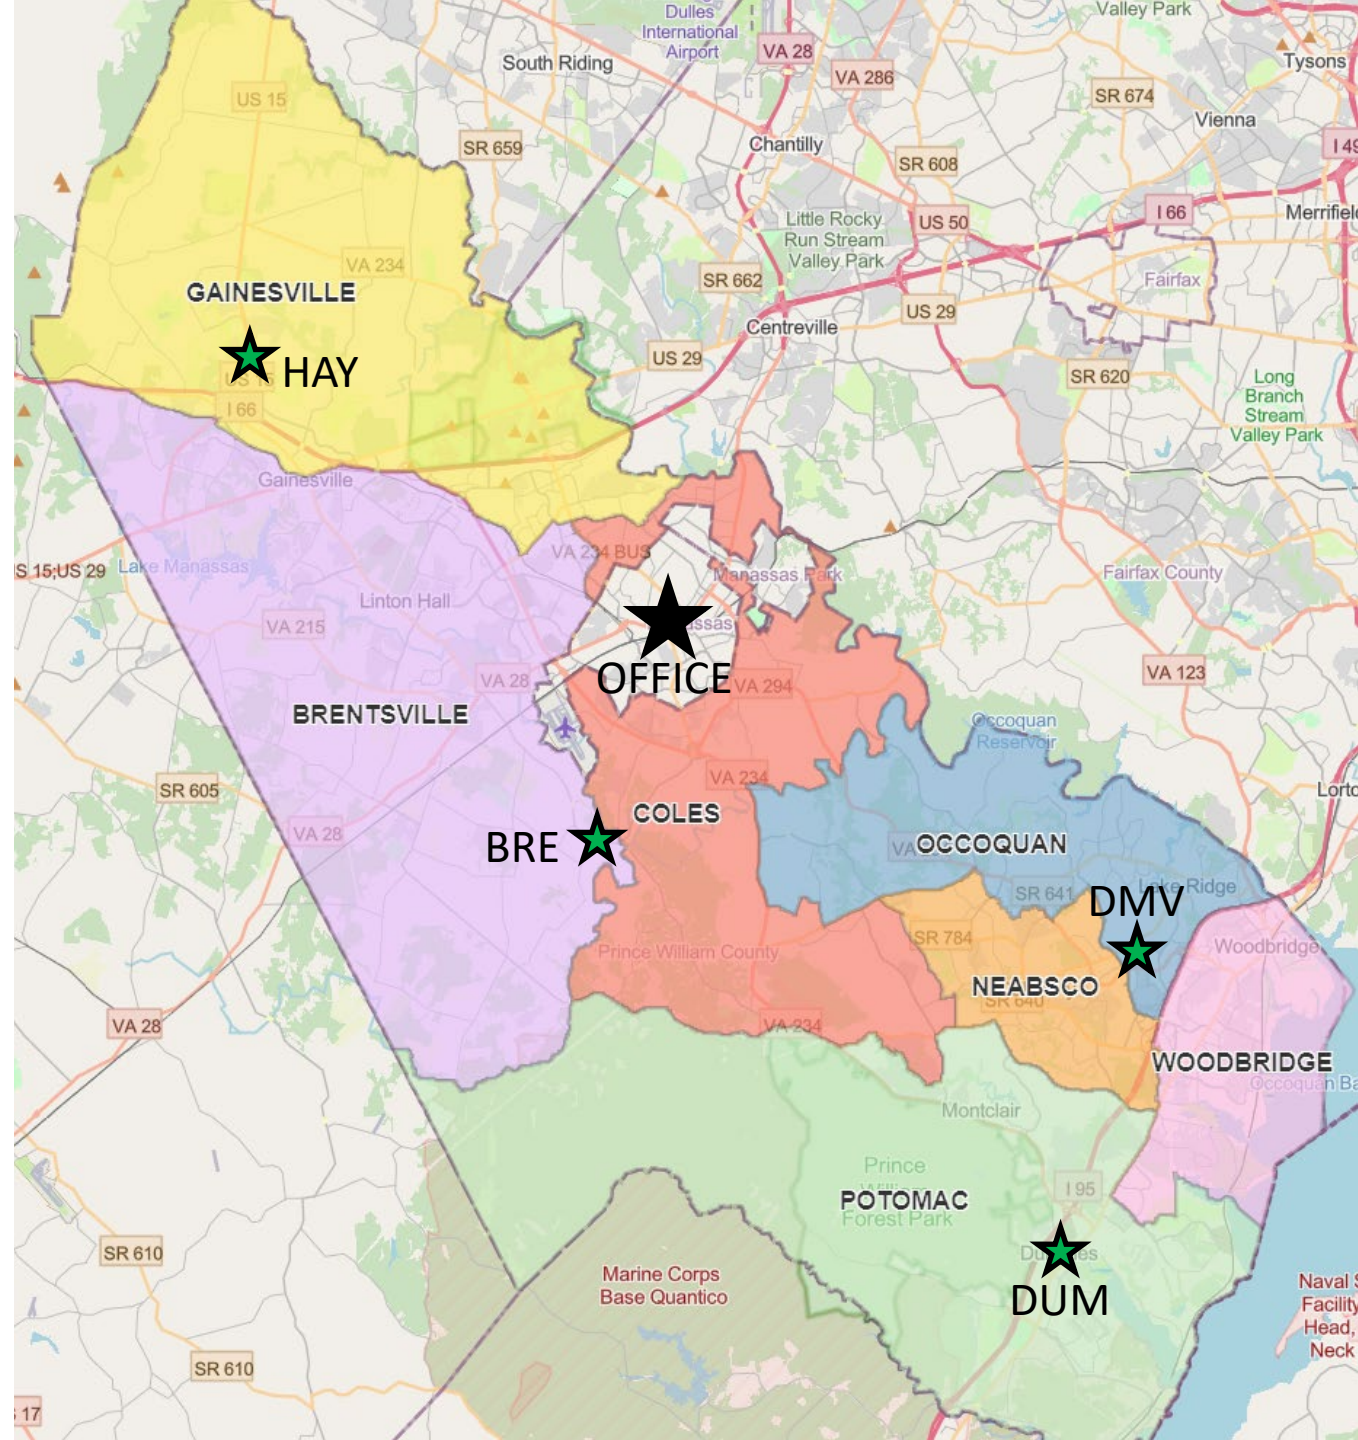 Dulles
International
Airport
Valley Park
South Riding
VA 28
VA 286
Tysons
US 15
SR 674
Vienna
SR 659
Chantilly
SR 608
I 66
Little Rocky
Run Stream
Valley Park
US 50
VA 234
SR 662
Fairfax
GAINESVILLE
US 29
Centreville
HAY
US 29
SR 620
Long
Branch
Stream
Valley Park
I 66
Gainesville
VA 234 BUS
Lake Manassas
Manassas Park
Fairfax County
Linton Hall
VA 215
OFFICE
VA 28
VA 294
VA 123
BRENTSVILLE
Occoquan
Reservoir
VA 234
SR 605
COLES
VA 28
BRE
OCCOQUAN
SR 641
Lake Ridge
DMV
SR 784
Prince William County
Woodbridge
NEABSCO
SR 640
VA 28
VA 234
WOODBRIDGE
Montclair
Prince
William
Forest Park
I 95
POTOMAC
SR 610
DUM
Marine Corps
Base Quantico
SR 610